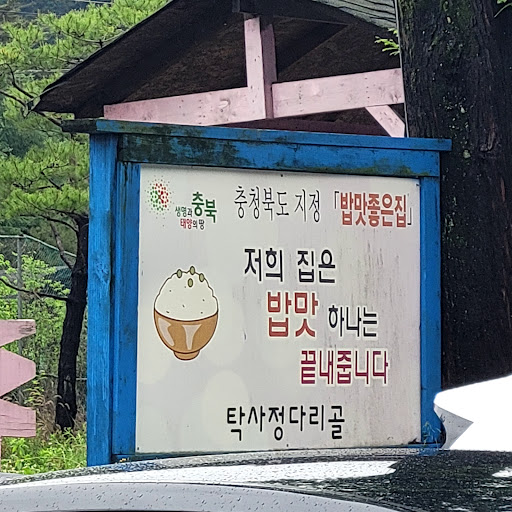 생명과 충북
태양의 땅
충청북도 지정 「밥맛좋은집」
저희 집은
밥맛 하나는
끝내줍니다
탁사정다리골